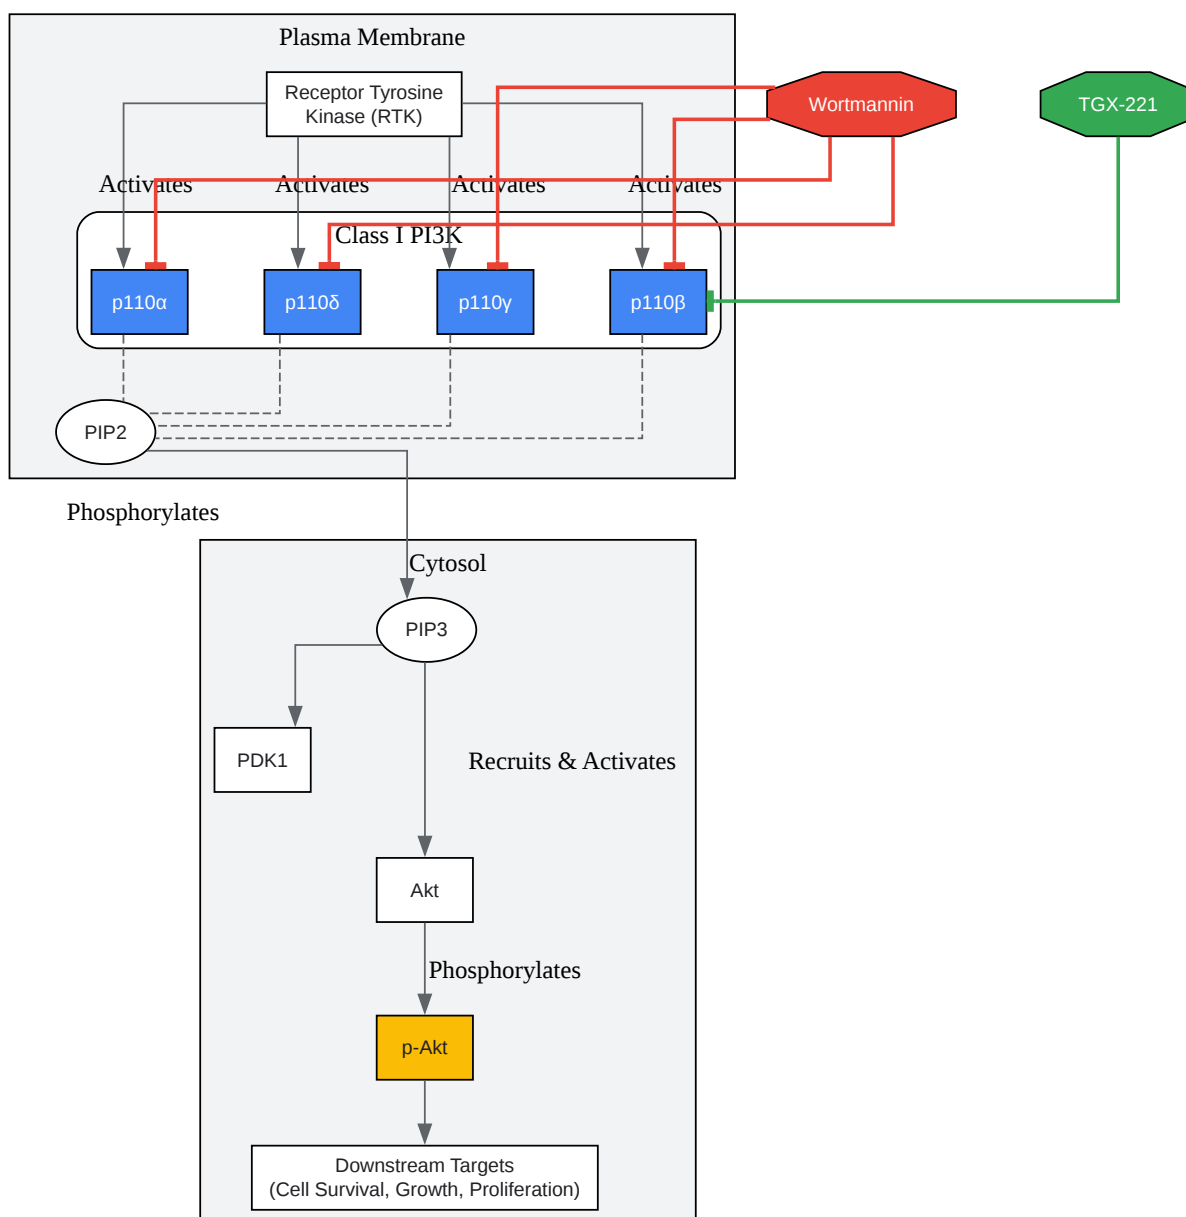 Plasma Membrane
Receptor Tyrosine
Kinase (RTK)
Wortmannin
TGX-221
Activates
Activates
Activates
Activates
Class I PI3K
p110α
p110δ
p110γ
p110β
PIP2
Phosphorylates
Cytosol
PIP3
PDK1
Recruits & Activates
Akt
Phosphorylates
p-Akt
Downstream Targets
(Cell Survival, Growth, Proliferation)